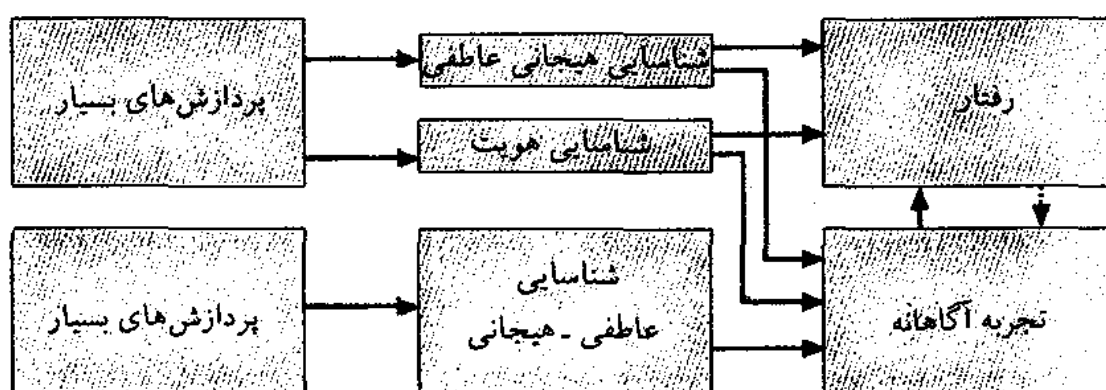 پردازش‌های بسیار
شناسایی هیجانی عاطفی
شناسایی هویت
رفتار
پردازش‌های بسیار
شناسایی
عاطفی - هیجانی
تجربه آگاهانه